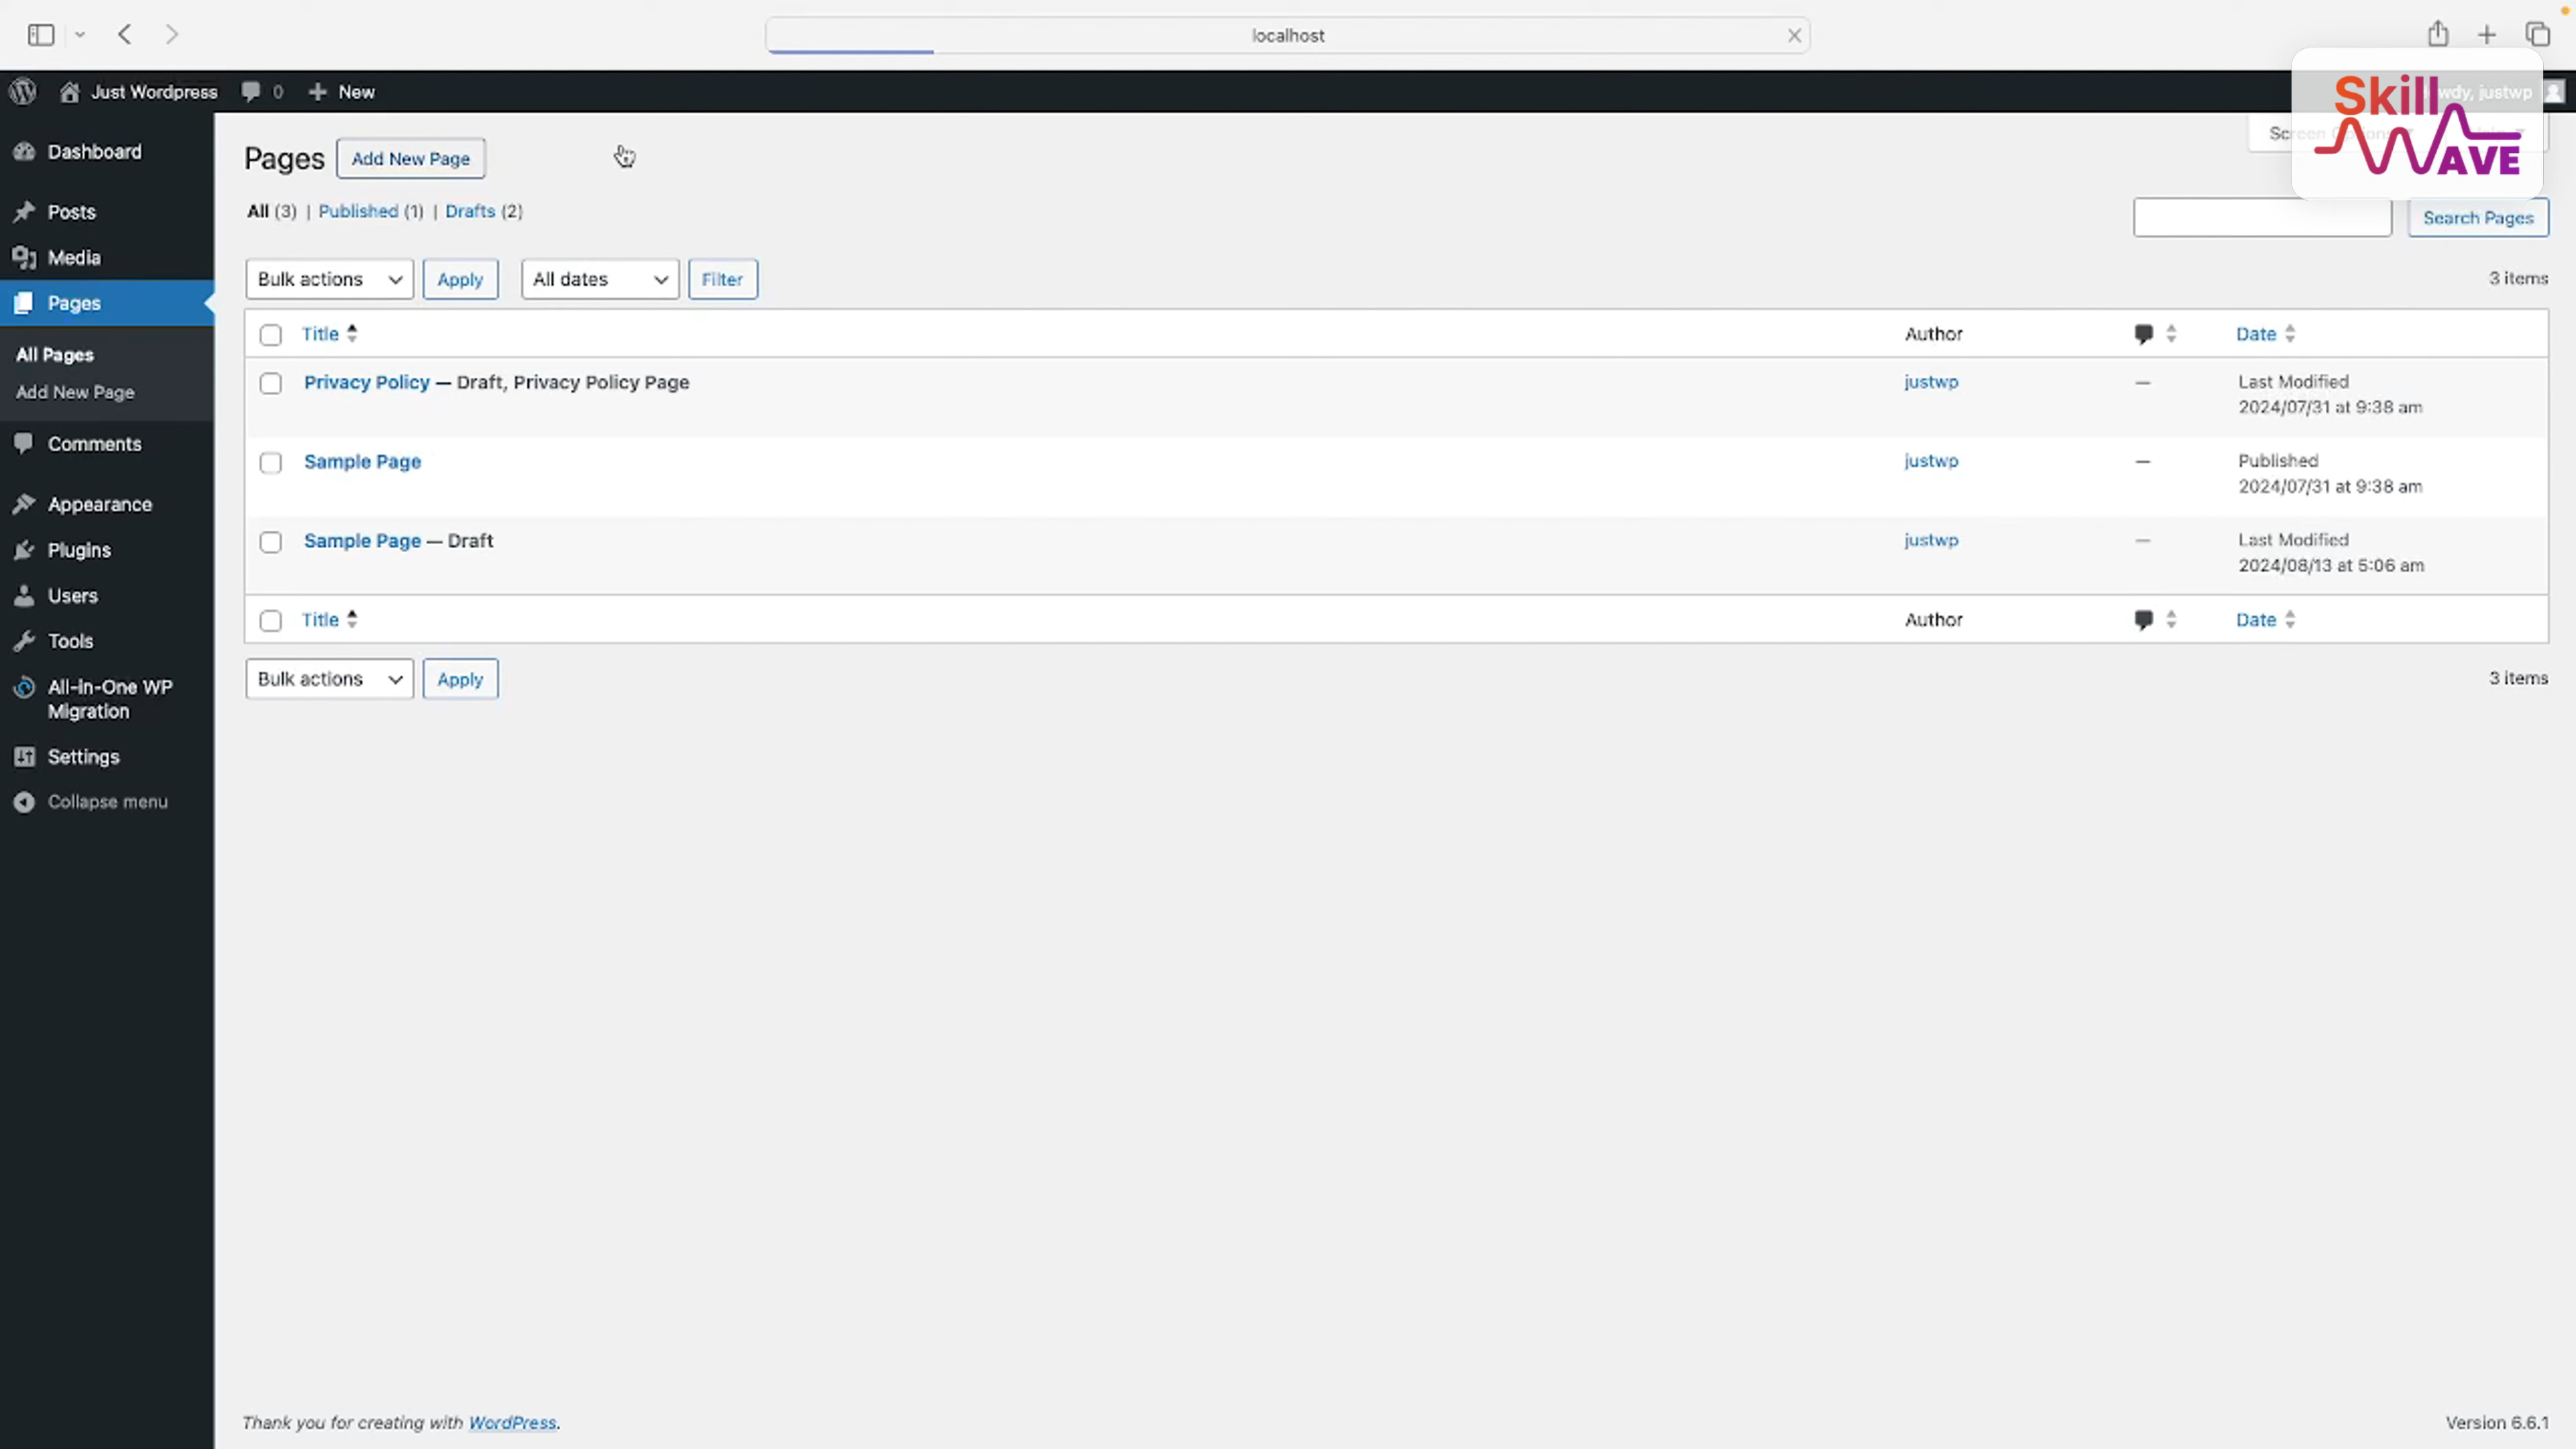 localhost
Just Wordpress 0 New
wdy, justwp
Skill
WAVE
Dashboard
Posts
Media
Pages
All Pages
Add New Page
Comments
Appearance
Plugins
Users
Tools
All-in-One WP
Migration
Settings
Collapse menu
Pages Add New Page
All (3) | Published (1) | Drafts (2)
Search Pages
Bulk actions Apply All dates Filter 3 items
Title Author Date
Privacy Policy — Draft, Privacy Policy Page justwp — Last Modified
2024/07/31 at 9:38 am
Sample Page justwp — Published
2024/07/31 at 9:38 am
Sample Page — Draft justwp — Last Modified
2024/08/13 at 5:06 am
Title Author Date
Bulk actions Apply 3 items
Thank you for creating with WordPress. Version 6.6.1